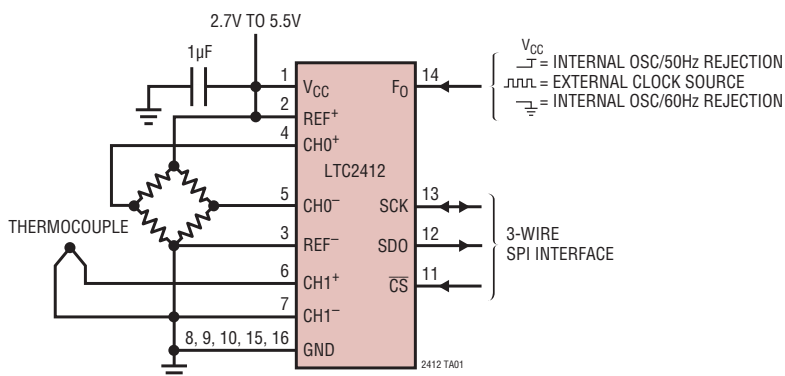 2.7V TO 5.5V
1µF
1
VCC
2
REF+
4
CH0+
LTC2412
5
CH0–
3
REF–
6
CH1+
7
CH1–
8, 9, 10, 15, 16
GND
THERMOCOUPLE
14
FO
13
SCK
12
SDO
11
CS
VCC
= INTERNAL OSC/50Hz REJECTION
= EXTERNAL CLOCK SOURCE
= INTERNAL OSC/60Hz REJECTION
3-WIRE
SPI INTERFACE
2412 TA01